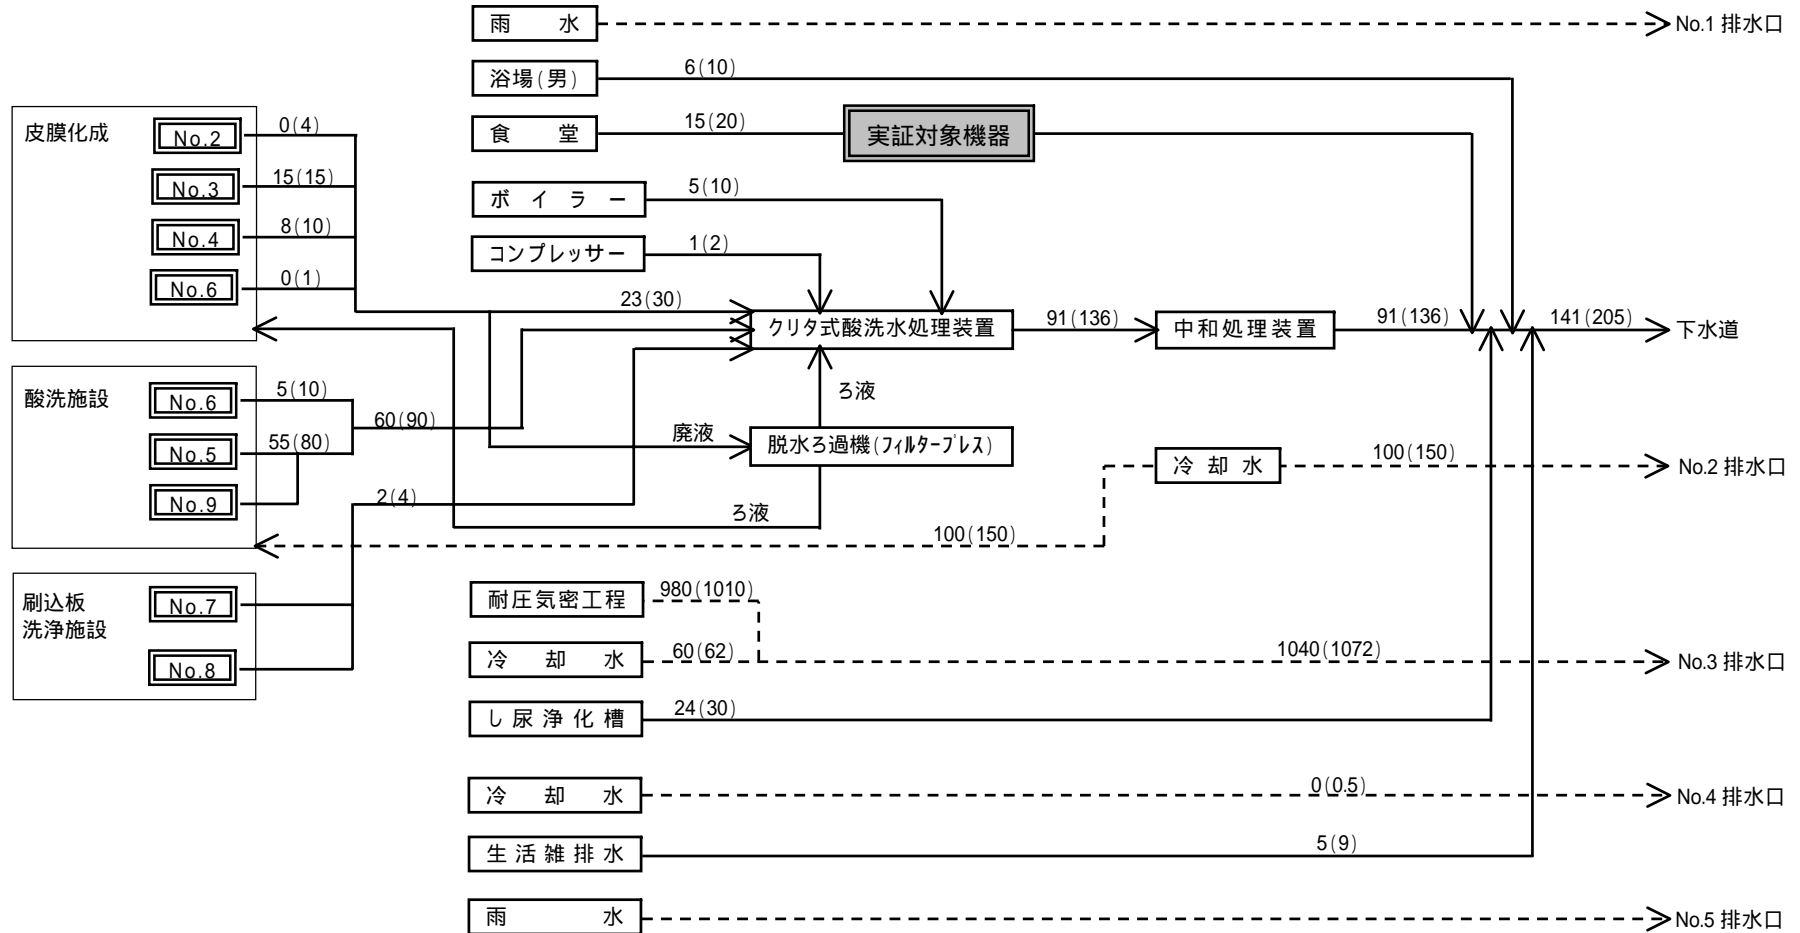 雨 水
No.1 排水口
浴場(男)
6(10)
食 堂
15(20)
実証対象機器
ボ イ ラ ー
5(10)
コンプレッサー
1(2)
皮膜化成
No.2
0(4)
No.3
15(15)
No.4
8(10)
No.6
0(1)
23(30)
クリタ式酸洗水処理装置
91(136)
中和処理装置
91(136)
141(205)
下水道
酸洗施設
No.6
5(10)
No.5
55(80)
No.9
60(90)
ろ液
廃液
脱水ろ過機(フィルタープレス)
2(4)
ろ液
冷 却 水
100(150)
No.2 排水口
100(150)
刷込板
洗浄施設
No.7
No.8
耐圧気密工程
980(1010)
冷 却 水
60(62)
1040(1072)
No.3 排水口
し 尿 浄 化 槽
24(30)
冷 却 水
0(0.5)
No.4 排水口
生 活 雑 排 水
5(9)
雨 水
No.5 排水口